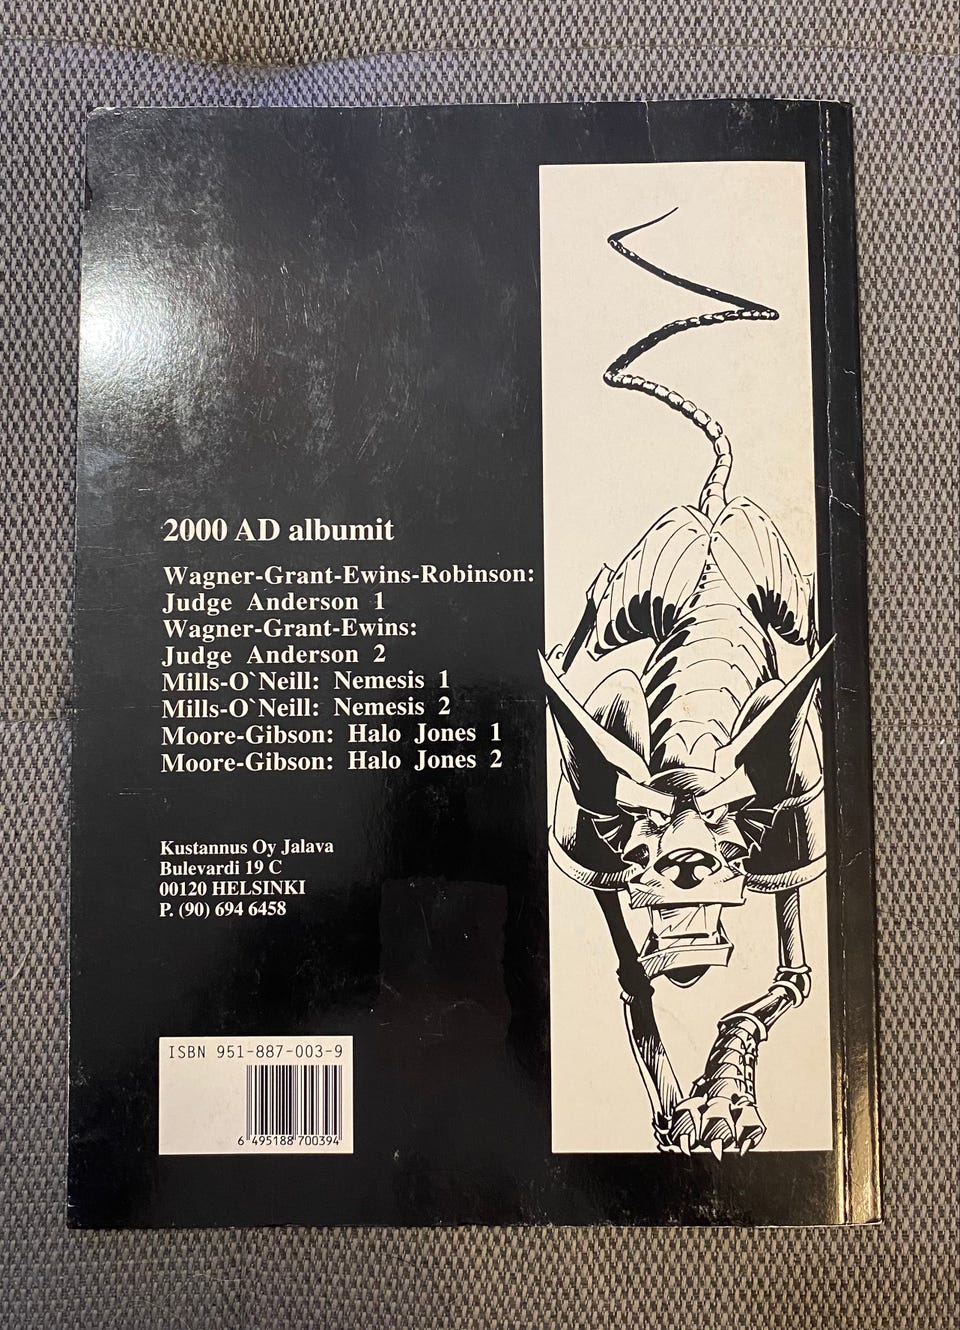 2000 AD albumit
Wagner-Grant-Ewins-Robinson:
Judge Anderson 1
Wagner-Grant-Ewins:
Judge Anderson 2
Mills-O`Neill: Nemesis 1
Mills-O`Neill: Nemesis 2
Moore-Gibson: Halo Jones 1
Moore-Gibson: Halo Jones 2
Kustannus Oy Jalava
Bulevardi 19 C
00120 HELSINKI
P. (90) 694 6458
ISBN 951-887-003-9
6 495188 700394